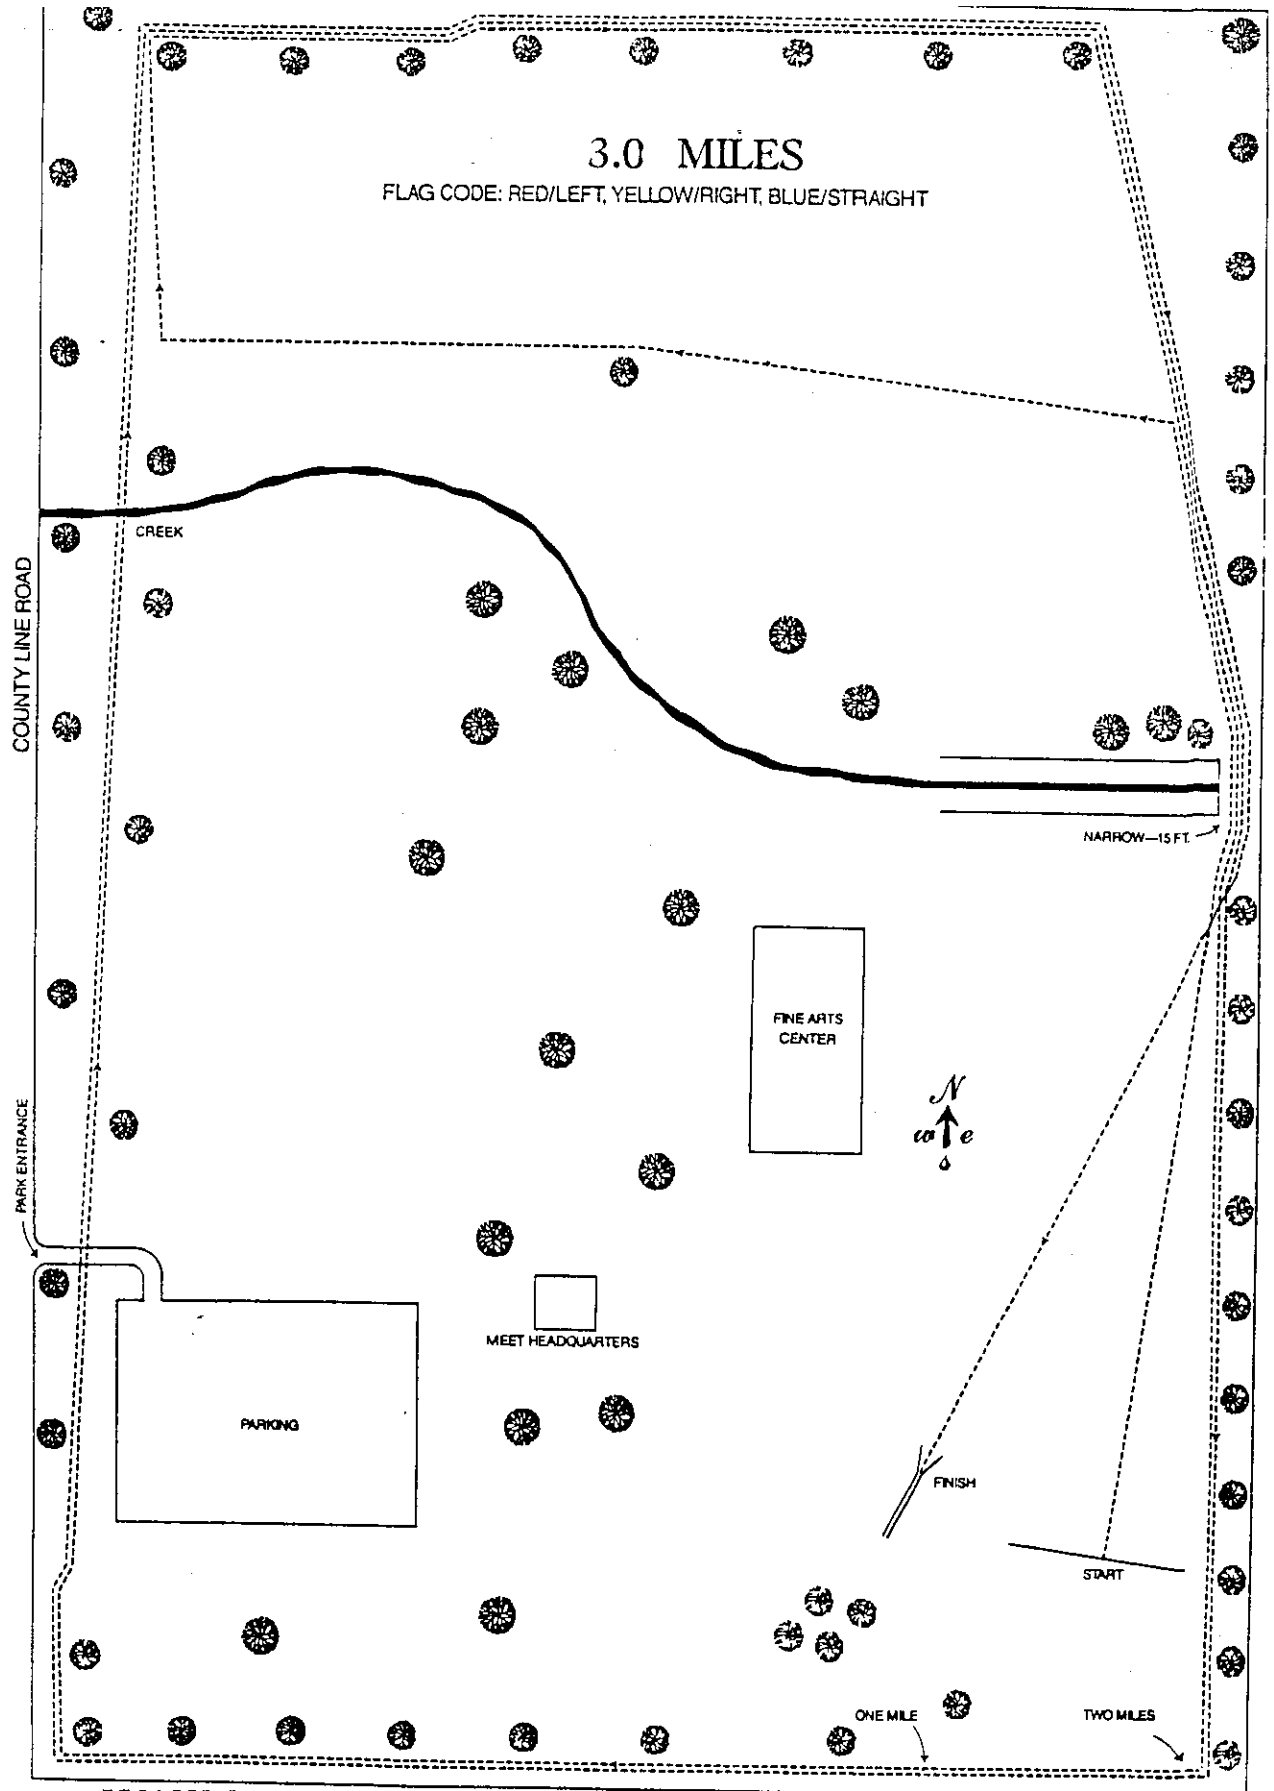 3.0 MILES
FLAG CODE: RED/LEFT, YELLOW/RIGHT, BLUE/STRAIGHT
CREEK
COUNTY LINE ROAD
NARROW—15 FT.
FINE ARTS
CENTER
N
w e
PARK ENTRANCE
MEET HEADQUARTERS
PARKING
FINISH
START
ONE MILE
TWO MILES